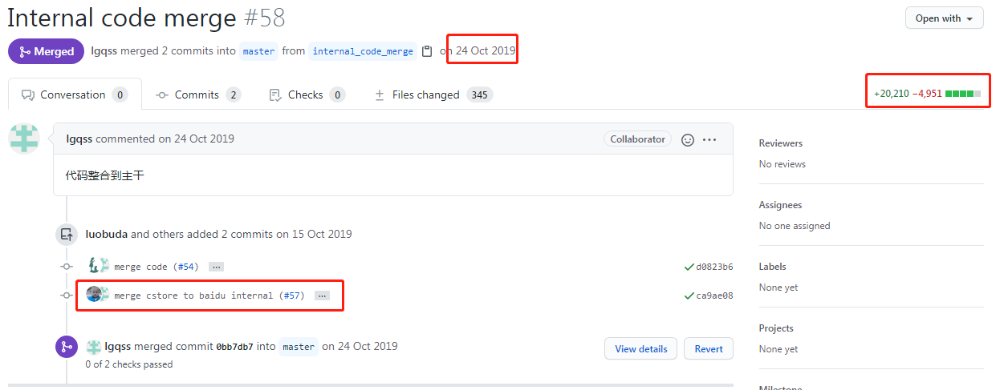 Internal code merge #58
Open with
Merged lgqss merged 2 commits into master from internal_code_merge on 24 Oct 2019
Conversation 0 Commits 2 Checks 0 Files changed 345
+20,210 −4,951
lgqss commented on 24 Oct 2019
Collaborator
代码整合到主干
Reviewers
No reviews
Assignees
No one assigned
Labels
None yet
Projects
None yet
luobuda and others added 2 commits on 15 Oct 2019
merge code (#54) ... d0823b6
merge cstore to baidu internal (#57) ... ca9ae08
lgqss merged commit 0bb7db7 into master on 24 Oct 2019
0 of 2 checks passed
View details
Revert
Milestone